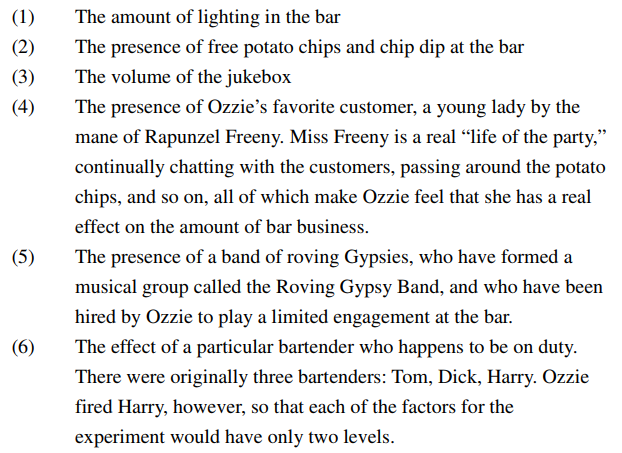 (1) The amount of lighting in the bar
(2) The presence of free potato chips and chip dip at the bar
(3) The volume of the jukebox
(4) The presence of Ozzie’s favorite customer, a young lady by the
mane of Rapunzel Freeny. Miss Freeny is a real “life of the party,”
continually chatting with the customers, passing around the potato
chips, and so on, all of which make Ozzie feel that she has a real
effect on the amount of bar business.
(5) The presence of a band of roving Gypsies, who have formed a
musical group called the Roving Gypsy Band, and who have been
hired by Ozzie to play a limited engagement at the bar.
(6) The effect of a particular bartender who happens to be on duty.
There were originally three bartenders: Tom, Dick, Harry. Ozzie
fired Harry, however, so that each of the factors for the
experiment would have only two levels.